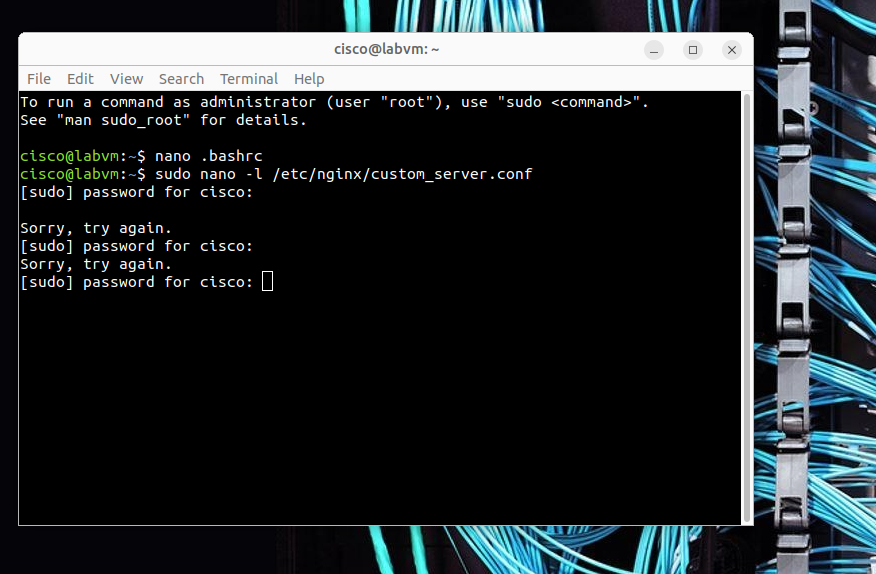 cisco@labvm: ~
File Edit View Search Terminal Help
To run a command as administrator (user "root"), use "sudo <command>".
See "man sudo_root" for details.
cisco@labvm:~$ nano .bashrc
cisco@labvm:~$ sudo nano -l /etc/nginx/custom_server.conf
[sudo] password for cisco:
Sorry, try again.
[sudo] password for cisco:
Sorry, try again.
[sudo] password for cisco: